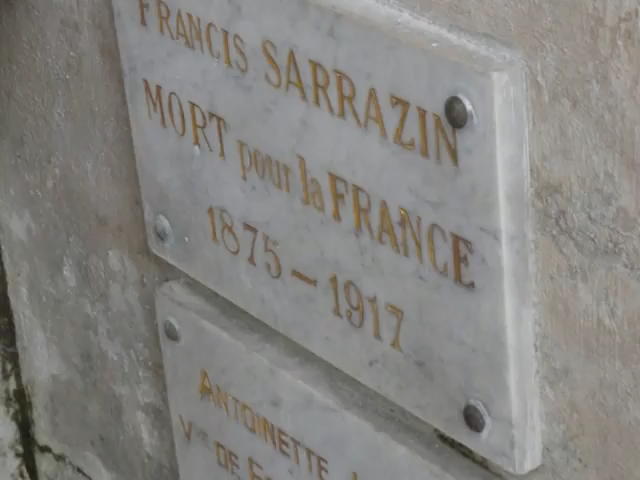 FRANCIS SARRAZIN
MORT pour la FRANCE
1875 – 1917
ANTOINETTE
Vve DE